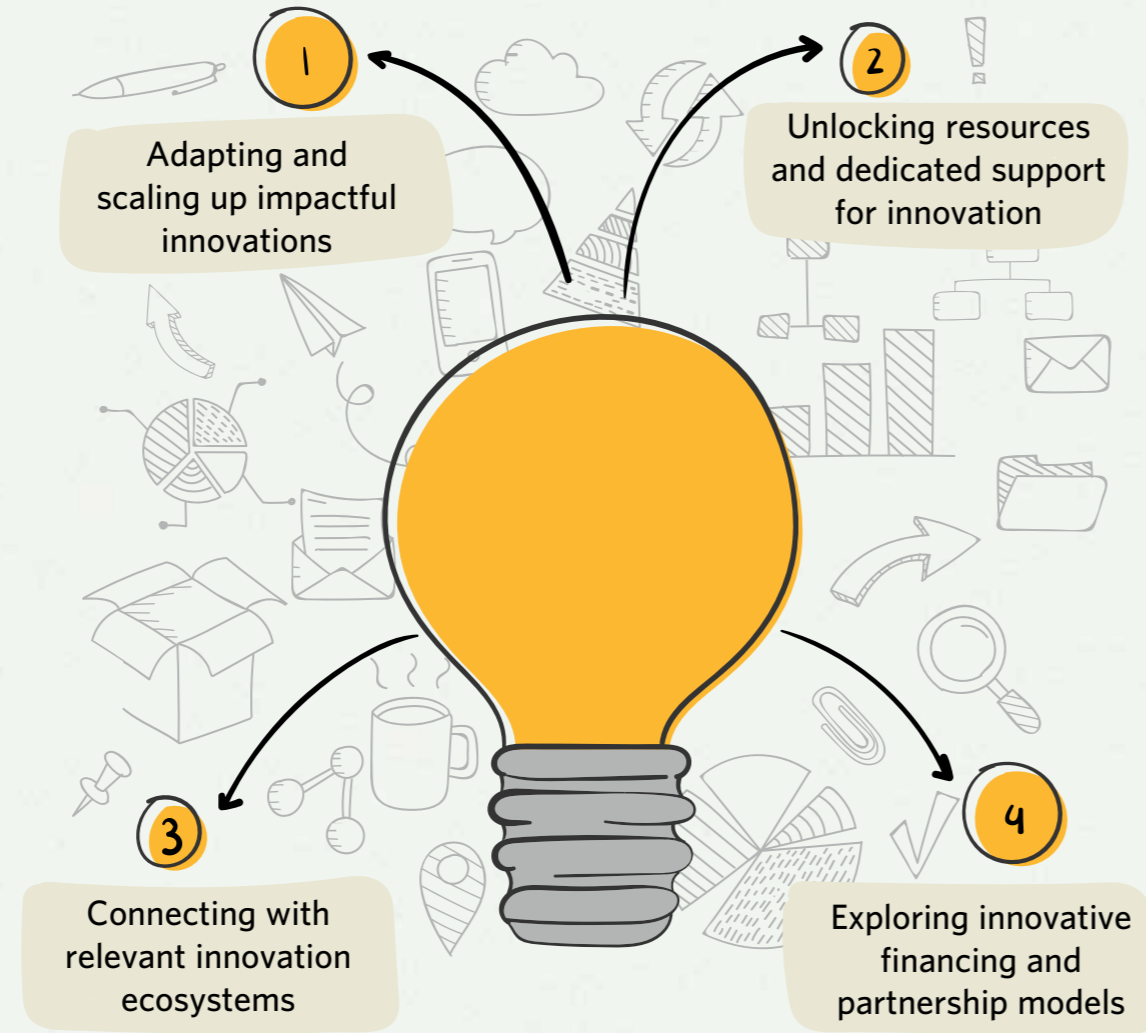 1
Adapting and
scaling up impactful
innovations
2
Unlocking resources
and dedicated support
for innovation
3
Connecting with
relevant innovation
ecosystems
4
Exploring innovative
financing and
partnership models